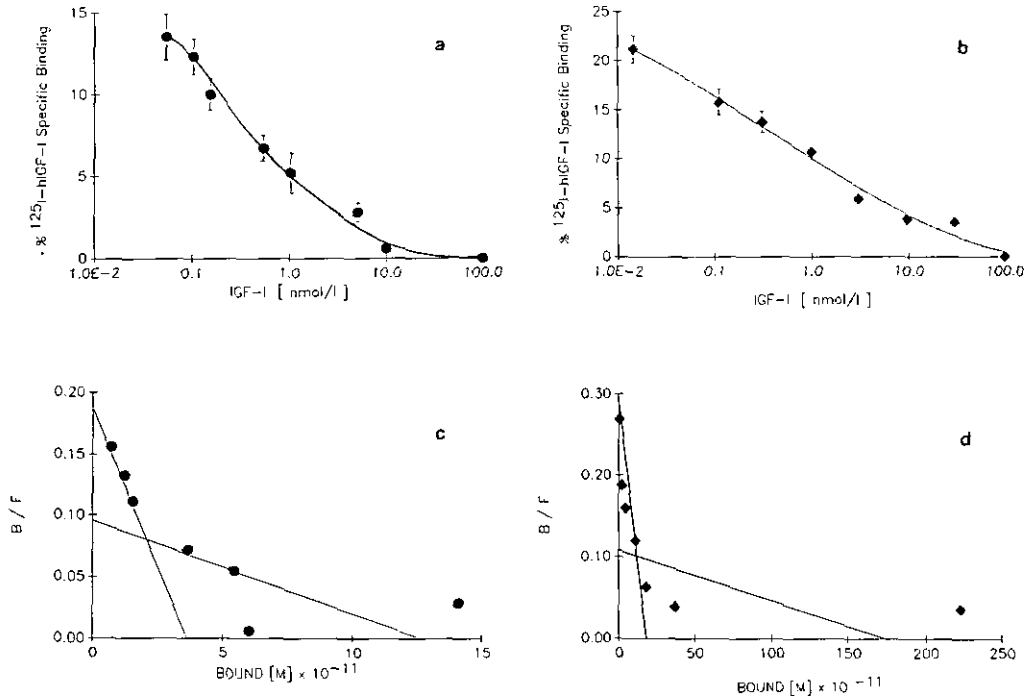 15
10
5
0
· % 125I-hIGF-I Specific Binding
a
1.0E-2 0.1 1.0 10.0 100.0
IGF-I [ nmol/l ]
25
20
15
10
5
0
% 125I-hIGF-I Specific Binding
b
1.0E-2 0.1 1.0 10.0 100.0
IGF-I [ nmol/l ]
0.20
0.15
0.10
0.05
0.00
B / F
c
0 5 10 15
BOUND [M] x 10 -11
0.30
0.20
0.10
0.00
B / F
d
0 50 100 150 200 250
BOUND [M] x 10 -11